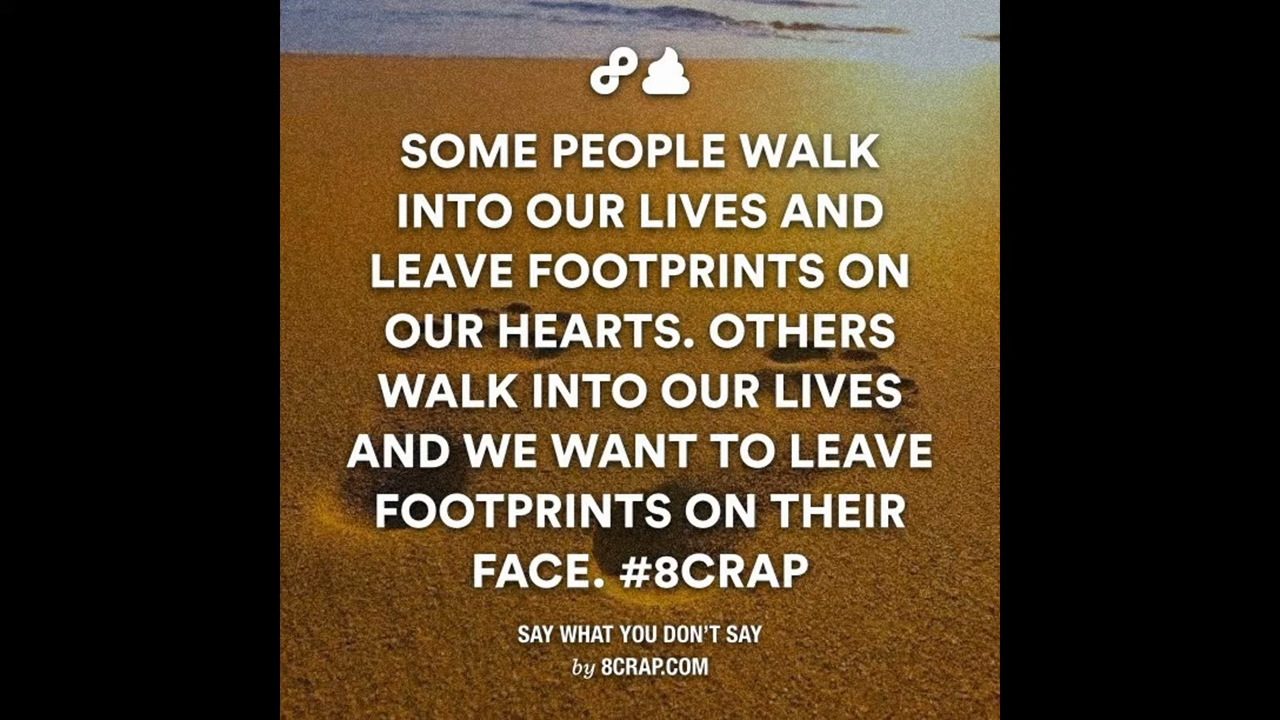 SOME PEOPLE WALK
INTO OUR LIVES AND
LEAVE FOOTPRINTS ON
OUR HEARTS. OTHERS
WALK INTO OUR LIVES
AND WE WANT TO LEAVE
FOOTPRINTS ON THEIR
FACE. #8CRAP
SAY WHAT YOU DON'T SAY
by 8CRAP.COM